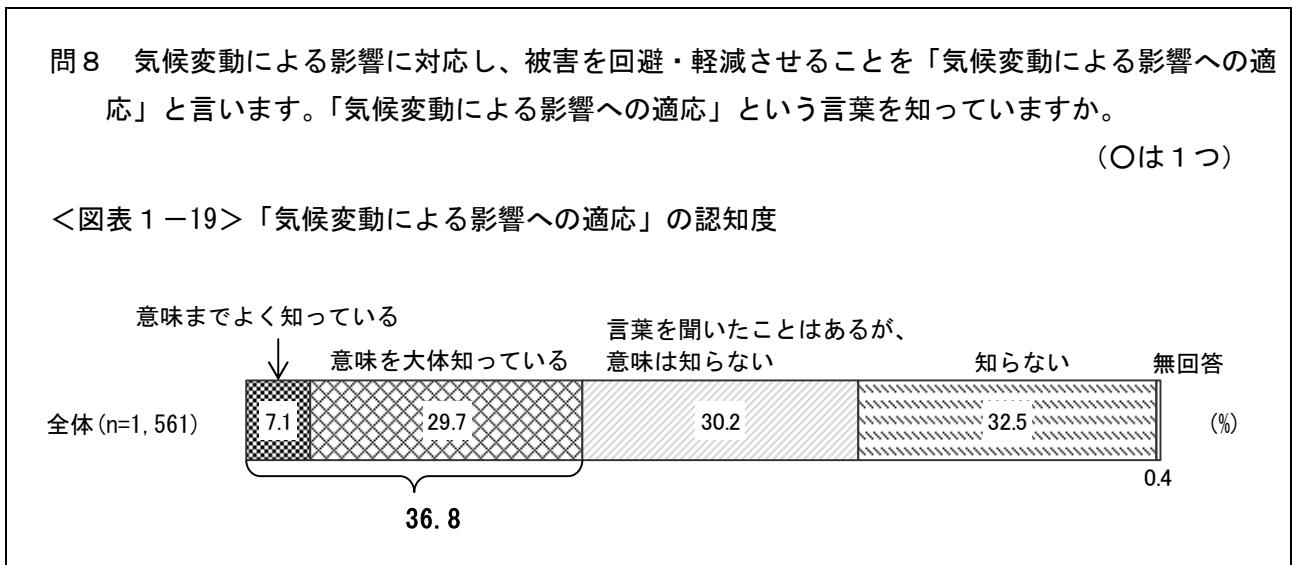 問８　気候変動による影響に対応し、被害を回避・軽減させることを「気候変動による影響への適
応」と言います。「気候変動による影響への適応」という言葉を知っていますか。
（〇は１つ）
＜図表１－19＞「気候変動による影響への適応」の認知度
意味までよく知っている
意味を大体知っている
言葉を聞いたことはあるが、
意味は知らない
知らない
無回答
全体(n=1,561)
7.1
29.7
30.2
32.5
(%)
0.4
36.8